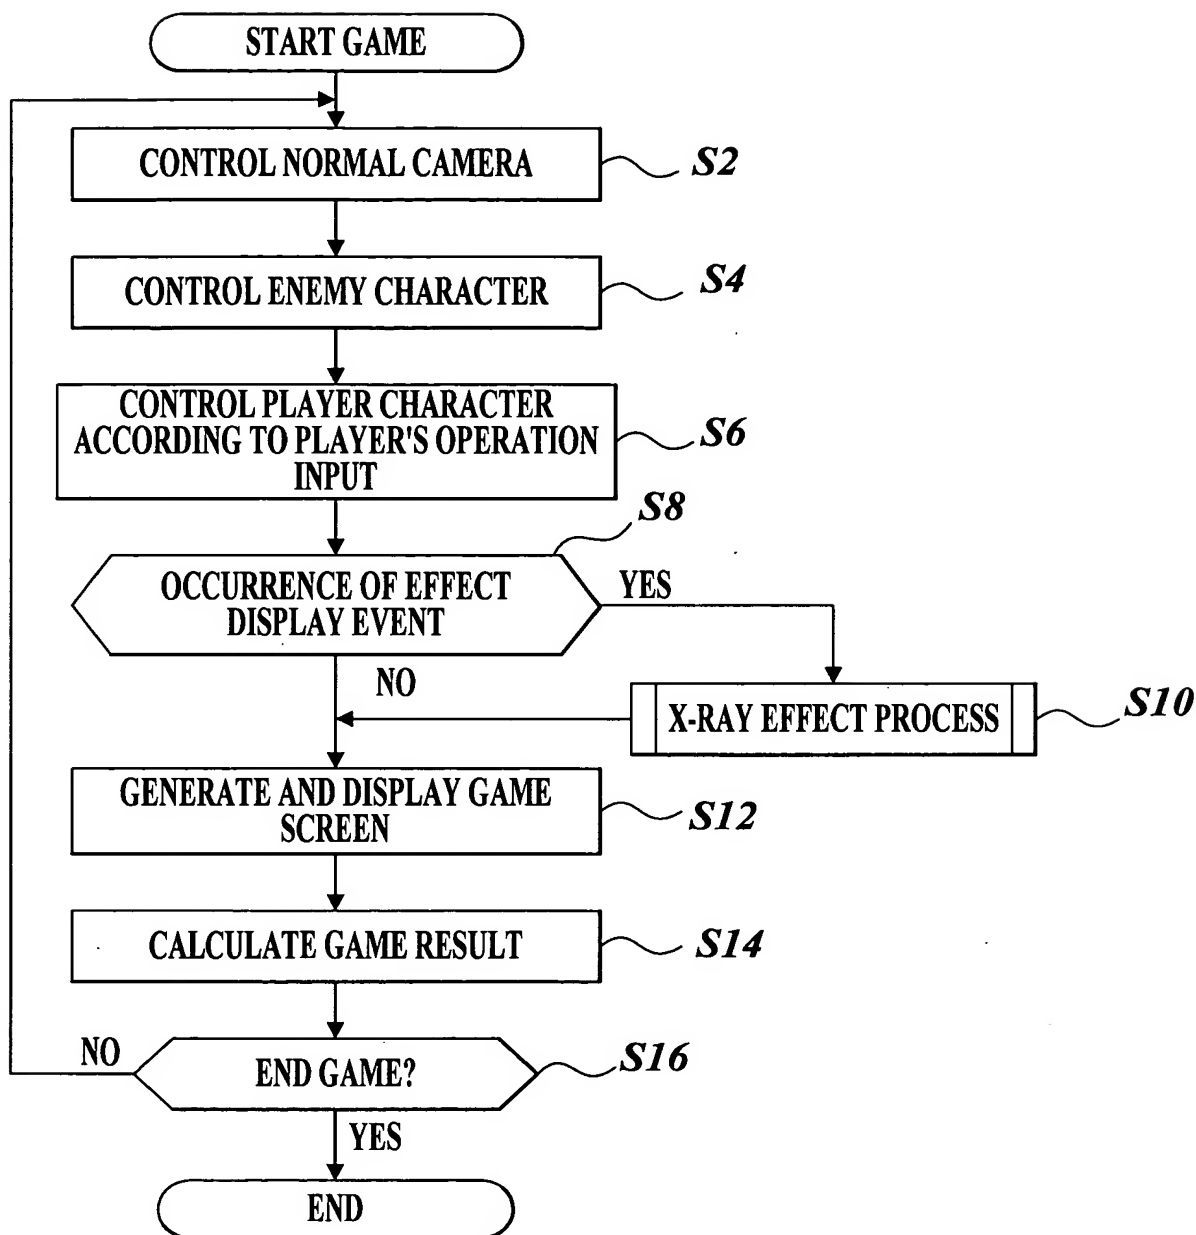 START GAME
CONTROL NORMAL CAMERA
S2
CONTROL ENEMY CHARACTER
S4
CONTROL PLAYER CHARACTER
ACCORDING TO PLAYER'S OPERATION
INPUT
S6
S8
OCCURRENCE OF EFFECT
DISPLAY EVENT
YES
NO
X-RAY EFFECT PROCESS
S10
GENERATE AND DISPLAY GAME
SCREEN
S12
CALCULATE GAME RESULT
S14
NO
END GAME?
S16
YES
END